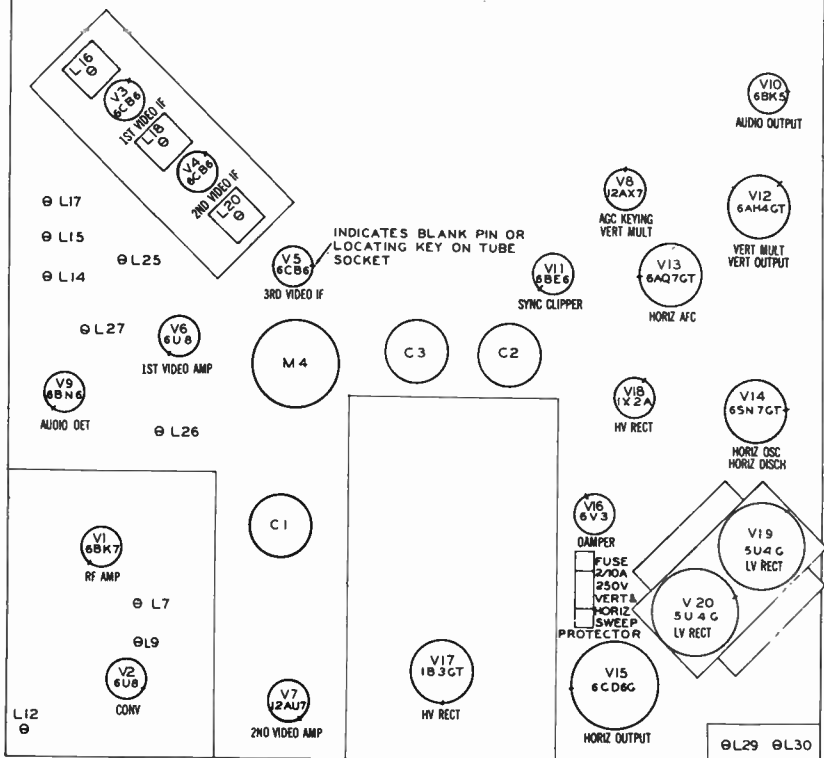 L16
V3
6CB6
1ST VIDEO IF
L18
V4
6CB6
2ND VIDEO IF
L20
V10
6BK5
AUDIO OUTPUT
V8
12AX7
AGC KEYING
VERT MULT
V12
6AH4GT
VERT MULT
VERT OUTPUT
L17
L15
L14
L25
INDICATES BLANK PIN OR
LOCATING KEY ON TUBE
SOCKET
V5
6CB6
3RD VIDEO IF
V11
6BE6
SYNC CLIPPER
V13
6AQ7GT
HORIZ AFC
L27
V6
6U8
1ST VIDEO AMP
M4
C3
C2
V9
6BN6
AUDIO DET
L26
V18
1X2A
HV RECT
V14
6SN7GT
HORIZ OSC
HORIZ DISCH
C1
V1
6BK7
RF AMP
V16
6V3
DAMPER
V19
5U4G
LV RECT
FUSE
2/10A
250V
VERT &
HORIZ
SWEEP
PROTECTOR
V20
5U4G
LV RECT
L7
L9
V2
6U8
CONV
V7
12AU7
2ND VIDEO AMP
V17
1B3GT
HV RECT
V15
6CD6G
HORIZ OUTPUT
L12
L29 L30